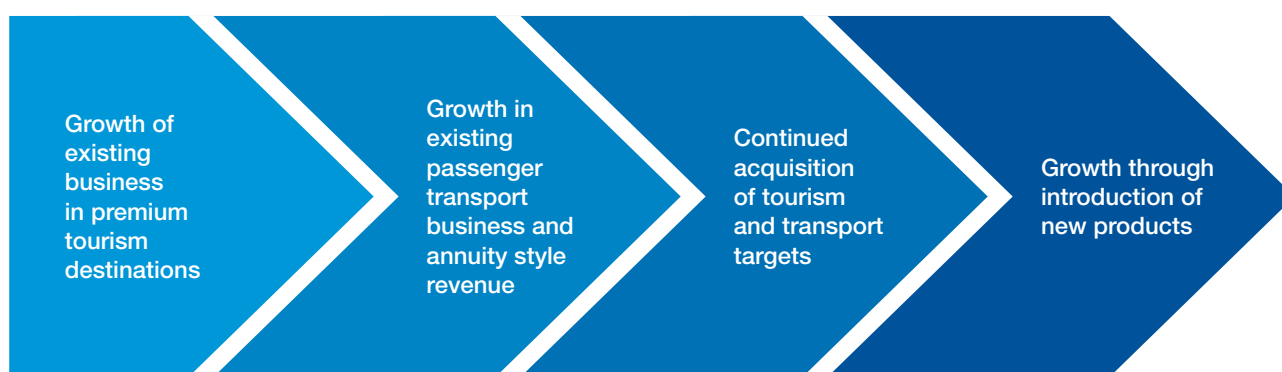 Growth of
existing
business
in premium
tourism
destinations
Growth in
existing
passenger
transport
business and
annuity style
revenue
Continued
acquisition
of tourism
and transport
targets
Growth through
introduction of
new products